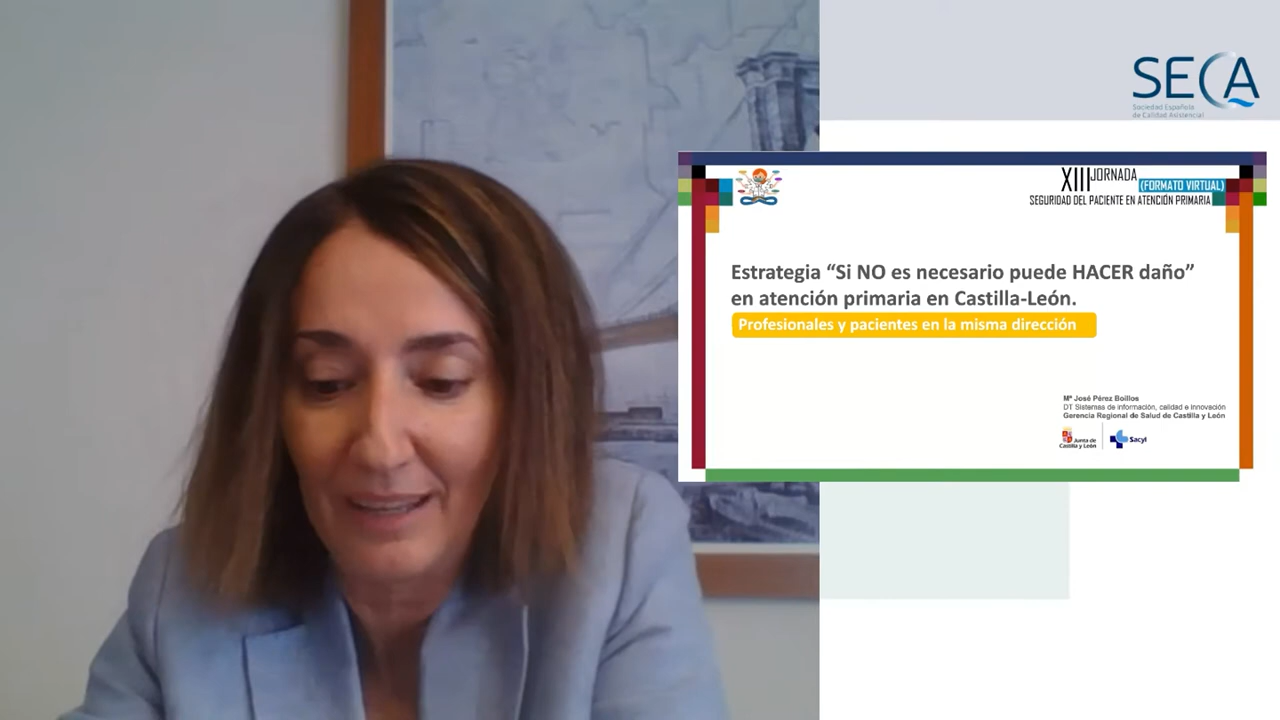 SECA
Sociedad Española
de Calidad Asistencial
XIII JORNADA
(FORMATO VIRTUAL)
SEGURIDAD DEL PACIENTE EN ATENCIÓN PRIMARIA
Estrategia “Si NO es necesario puede HACER daño”
en atención primaria en Castilla-León.
Profesionales y pacientes en la misma dirección
Mª José Pérez Boillos
DT Sistemas de información, calidad e innovación
Gerencia Regional de Salud de Castilla y León
Junta de
Castilla y León
Sacyl